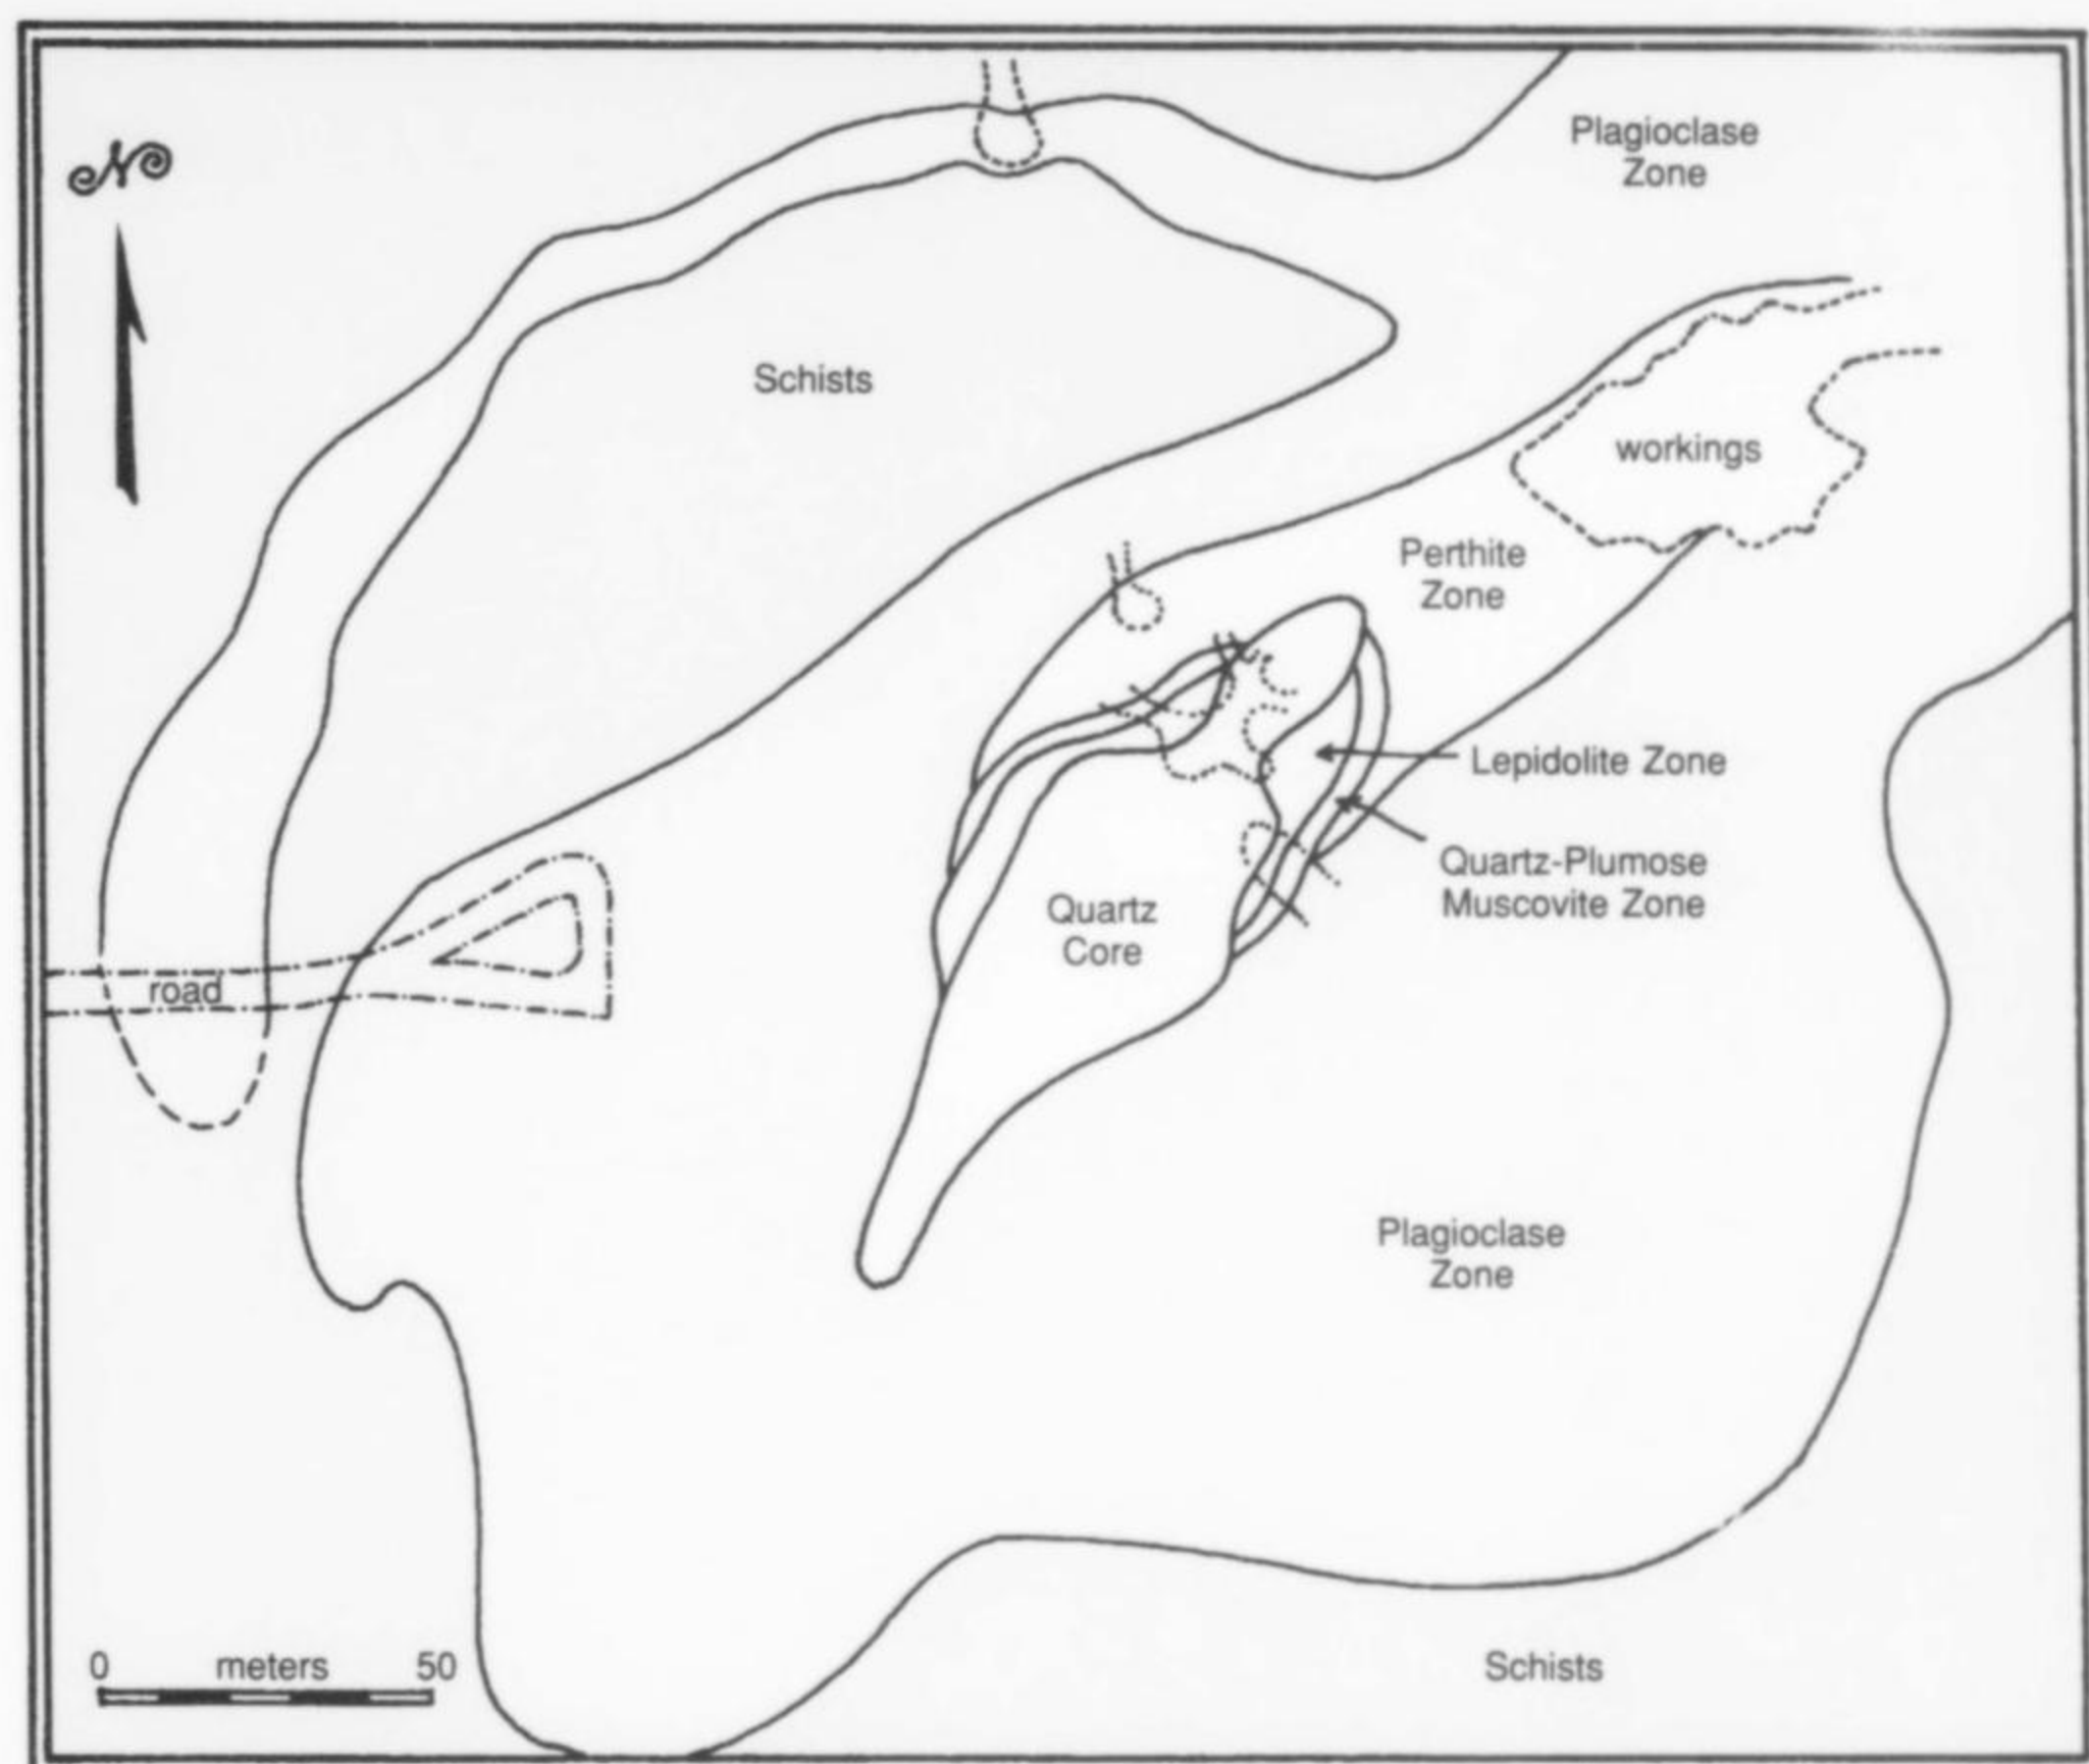 Plagioclase
Zone
N
Schists
workings
Perthite
Zone
Lepidolite Zone
Quartz-Plumose
Muscovite Zone
Quartz
Core
road
Plagioclase
Zone
0 meters 50
Schists